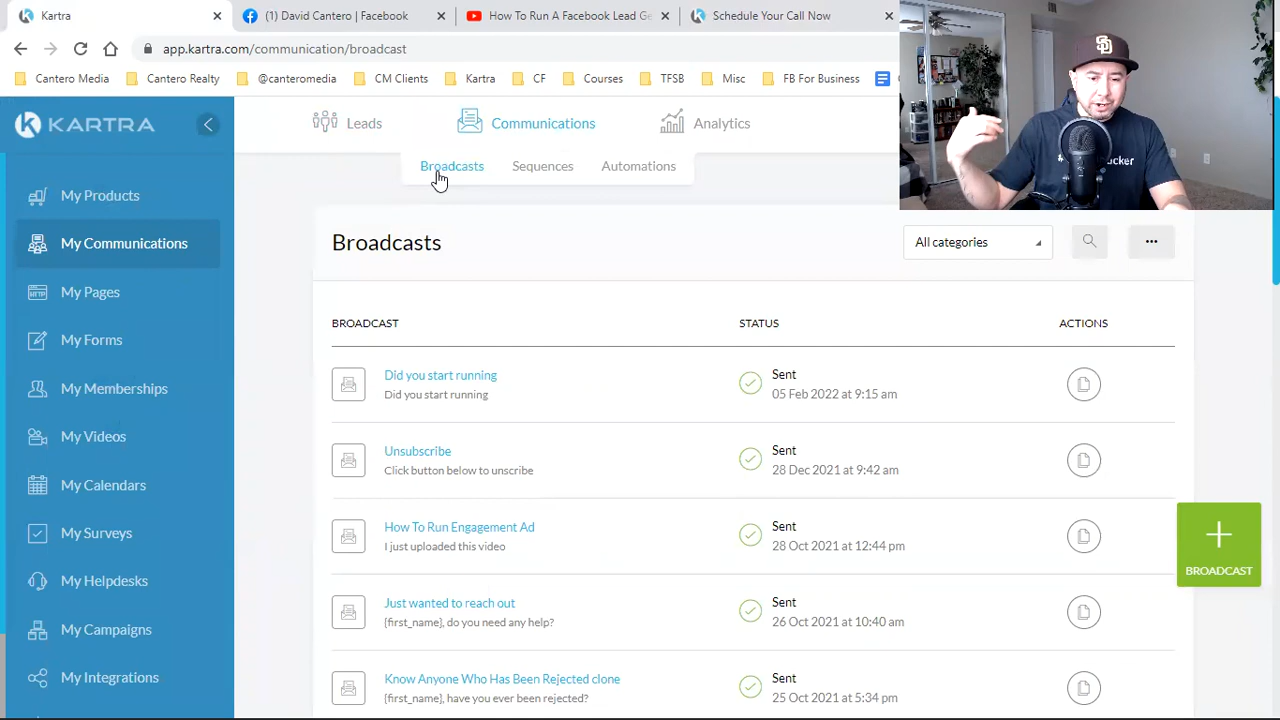 Kartra
(1) David Cantero | Facebook
How To Run A Facebook Lead Ge
Schedule Your Call Now
app.kartra.com/communication/broadcast
Cantero Media
Cantero Realty
@canteromedia
CM Clients
Kartra
CF
Courses
TFSB
Misc
FB For Business
KARTRA
Leads
Communications
Analytics
Broadcasts
Sequences
Automations
My Products
My Communications
My Pages
My Forms
My Memberships
My Videos
My Calendars
My Surveys
My Helpdesks
My Campaigns
My Integrations
Broadcasts
All categories
BROADCAST
STATUS
ACTIONS
Did you start running
Did you start running
Sent
05 Feb 2022 at 9:15 am
Unsubscribe
Click button below to unscribe
Sent
28 Dec 2021 at 9:42 am
How To Run Engagement Ad
I just uploaded this video
Sent
28 Oct 2021 at 12:44 pm
Just wanted to reach out
[first_name], do you need any help?
Sent
26 Oct 2021 at 10:40 am
Know Anyone Who Has Been Rejected clone
[first_name], have you ever been rejected?
Sent
25 Oct 2021 at 5:34 pm
BROADCAST
SD
ucker